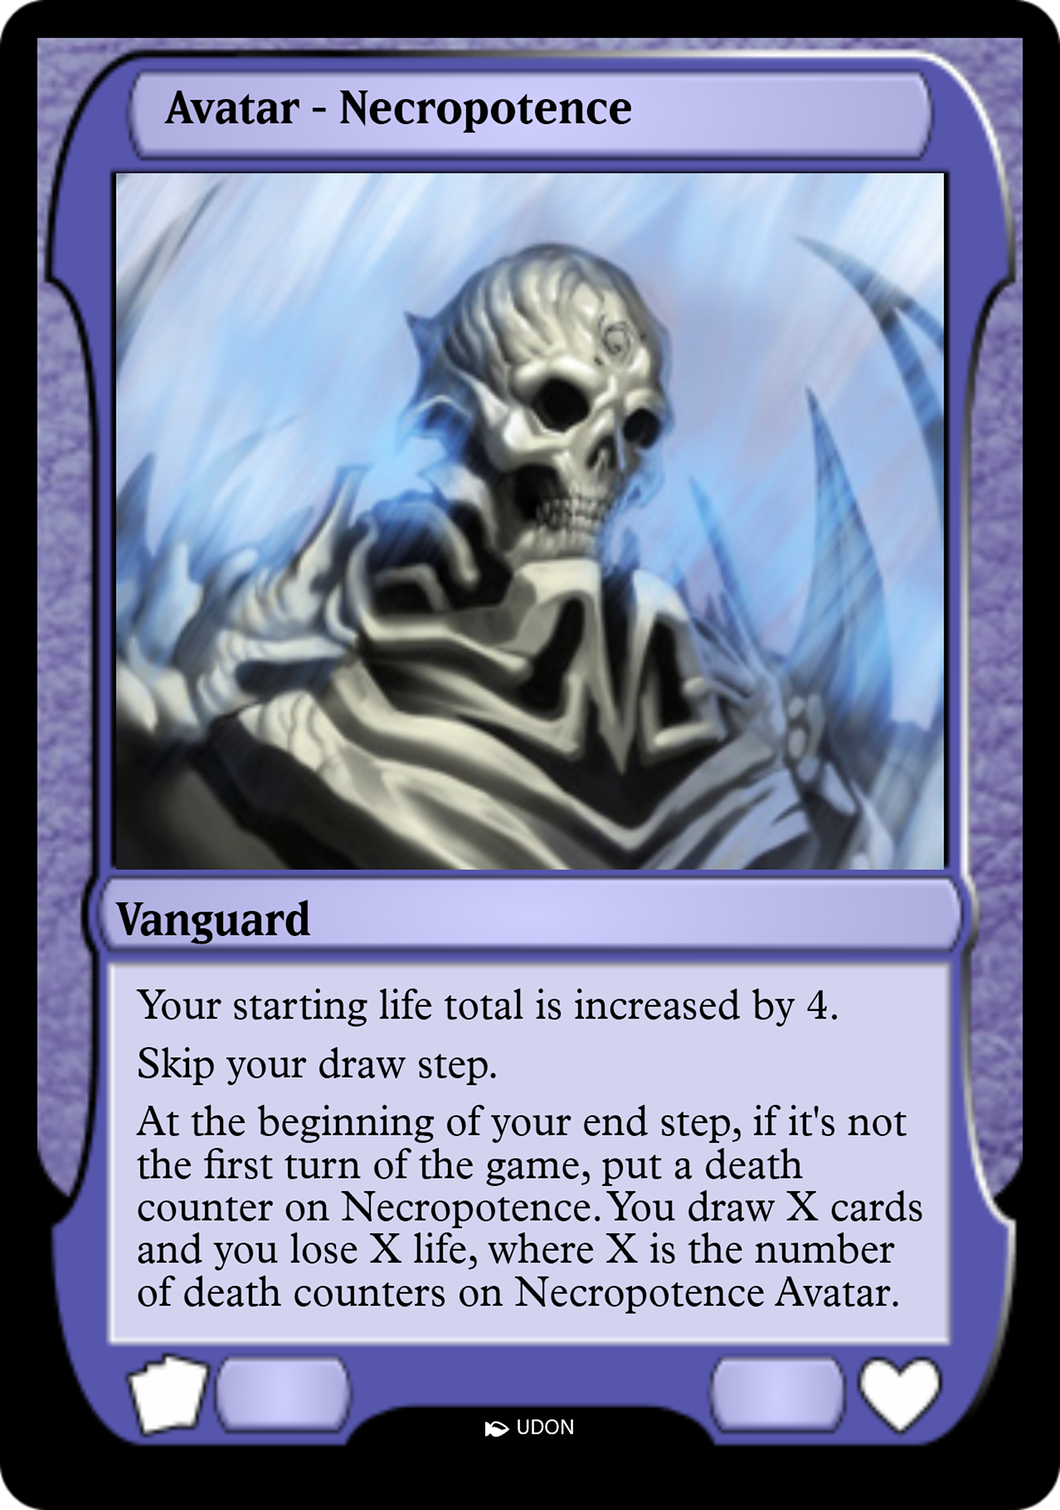 Avatar - Necropotence
Vanguard
Your starting life total is increased by 4.
Skip your draw step.
At the beginning of your end step, if it's not
the first turn of the game, put a death
counter on Necropotence. You draw X cards
and you lose X life, where X is the number
of death counters on Necropotence Avatar.
UDON